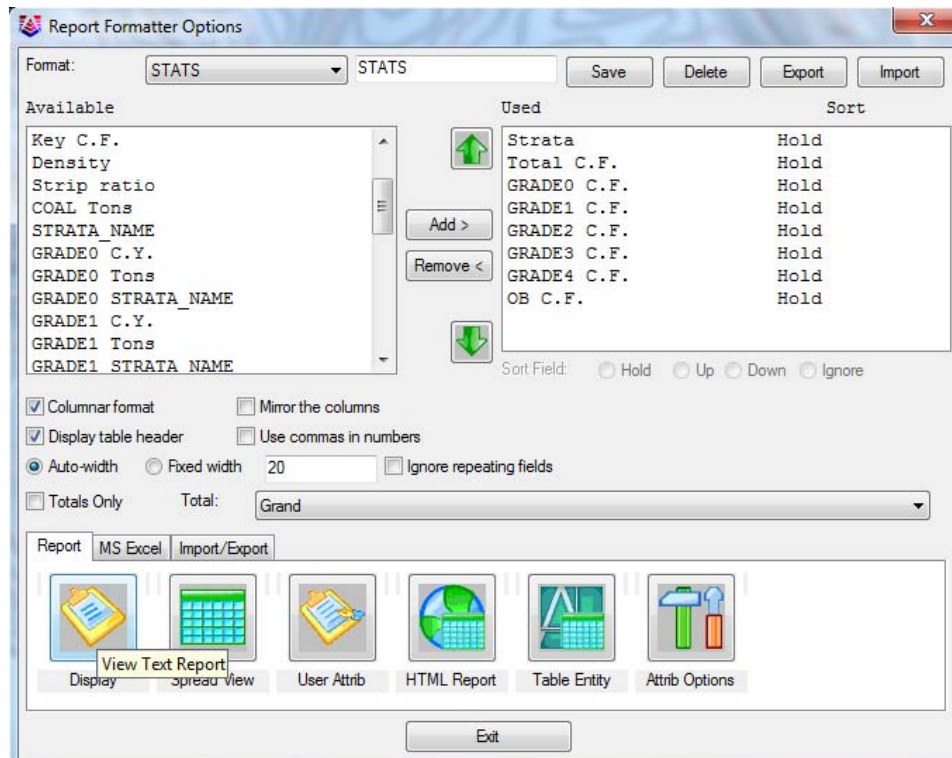 Report Formatter Options
Format: STATS STATS Save Delete Export Import
Available Used Sort
Key C.F.
Density
Strip ratio
COAL Tons
STRATA_NAME
GRADE0 C.Y.
GRADE0 Tons
GRADE0 STRATA_NAME
GRADE1 C.Y.
GRADE1 Tons
GRADE1 STRATA NAME
Add >
Remove <
Strata Hold
Total C.F. Hold
GRADE0 C.F. Hold
GRADE1 C.F. Hold
GRADE2 C.F. Hold
GRADE3 C.F. Hold
GRADE4 C.F. Hold
OB C.F. Hold
Sort Field: Hold Up Down Ignore
Columnar format Mirror the columns
Display table header Use commas in numbers
Auto-width Fixed width 20 Ignore repeating fields
Totals Only Total: Grand
Report MS Excel Import/Export
View Text Report
Display Spread View User Attrib HTML Report Table Entity Attrib Options
Exit